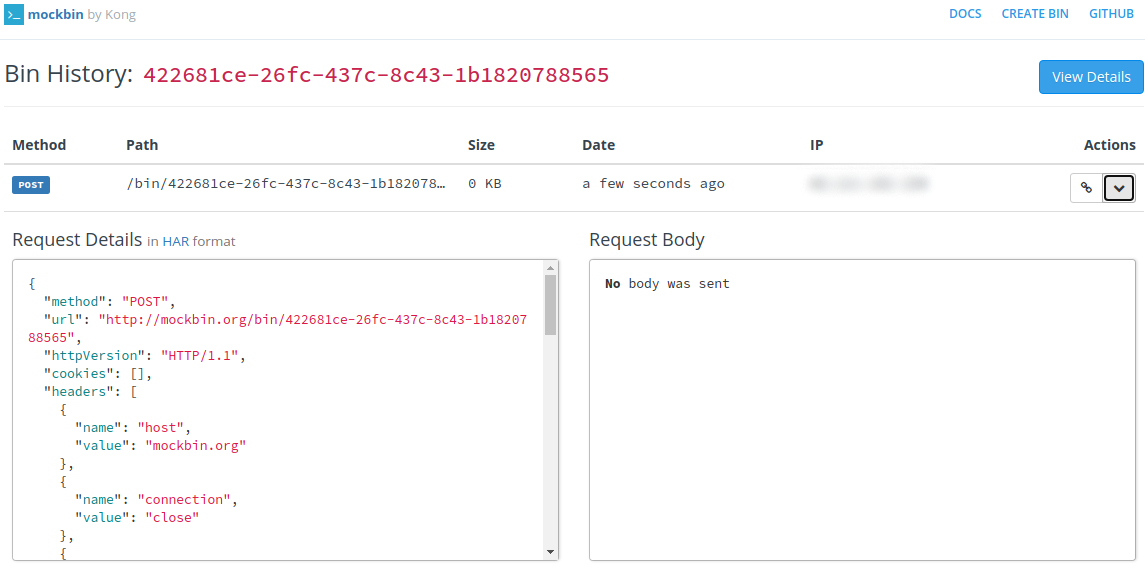 >_ mockbin by Kong
DOCS CREATE BIN GITHUB
Bin History: 422681ce-26fc-437c-8c43-1b1820788565
View Details
Method Path Size Date IP Actions
POST /bin/422681ce-26fc-437c-8c43-1b182078… 0 KB a few seconds ago
Request Details in HAR format
{
"method": "POST",
"url": "http://mockbin.org/bin/422681ce-26fc-437c-8c43-1b18207
88565",
"httpVersion": "HTTP/1.1",
"cookies": [],
"headers": [
{
"name": "host",
"value": "mockbin.org"
},
{
"name": "connection",
"value": "close"
},
{
Request Body
No body was sent